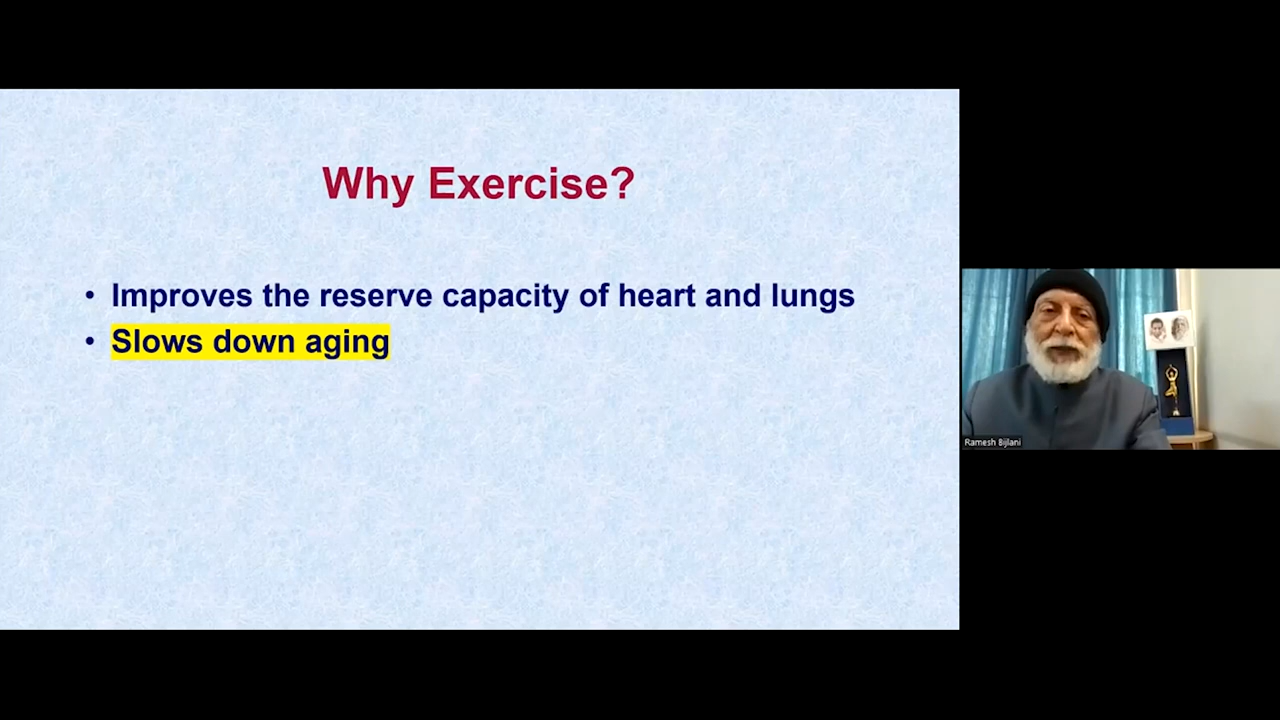 Why Exercise?
• Improves the reserve capacity of heart and lungs
• Slows down aging
Ramesh Bijlani